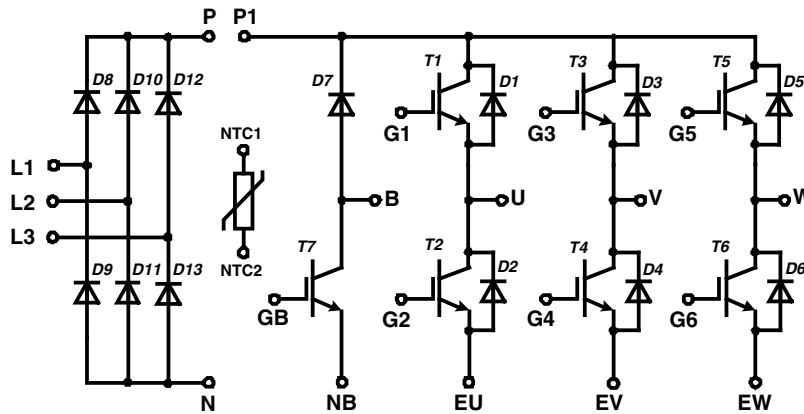 P P1
D8 D10 D12 D7 T1 D1 T3 D3 T5 D5
G1 G3 G5
NTC1
L1
L2 B U V W
L3
NTC2
D9 D11 D13 T7 T2 D2 T4 D4 T6 D6
GB G2 G4 G6
N NB EU EV EW